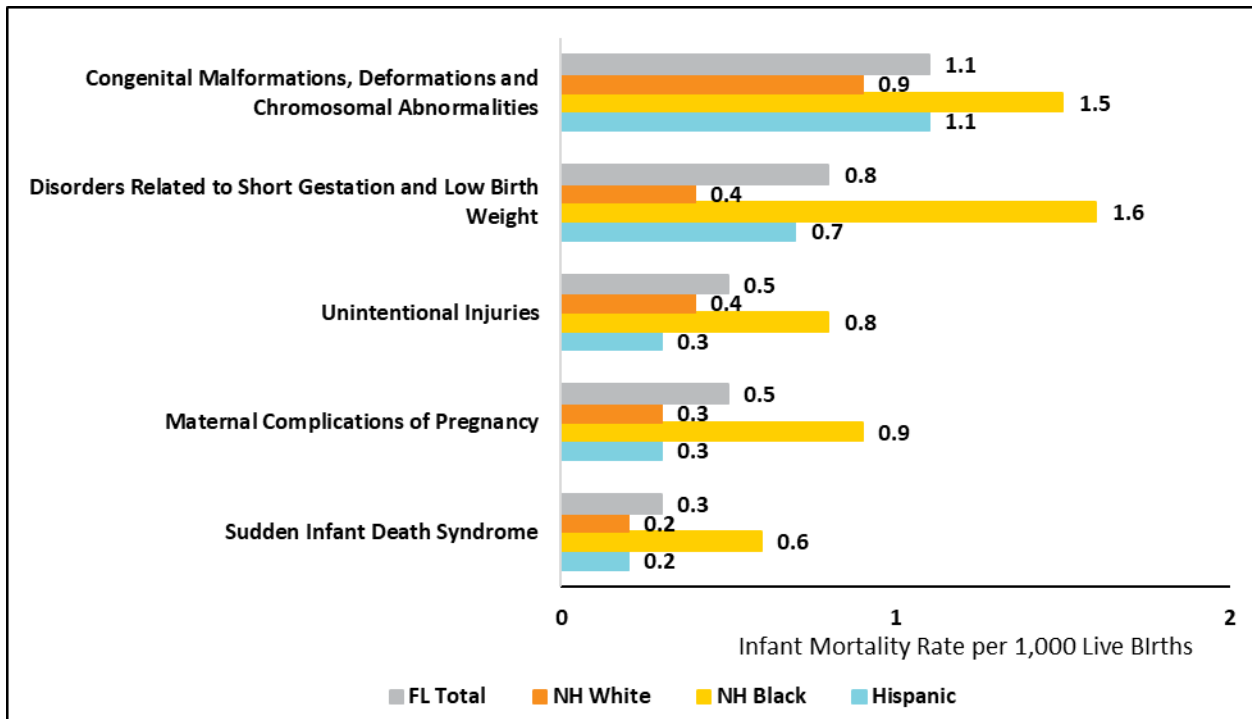 Congenital Malformations, Deformations and
Chromosomal Abnormalities
1.1
0.9
1.5
1.1
Disorders Related to Short Gestation and Low Birth
Weight
0.8
0.4
1.6
0.7
Unintentional Injuries
0.5
0.4
0.8
0.3
Maternal Complications of Pregnancy
0.5
0.3
0.9
0.3
Sudden Infant Death Syndrome
0.3
0.2
0.6
0.2
0 1 2
Infant Mortality Rate per 1,000 Live BIrths
FL Total NH White NH Black Hispanic